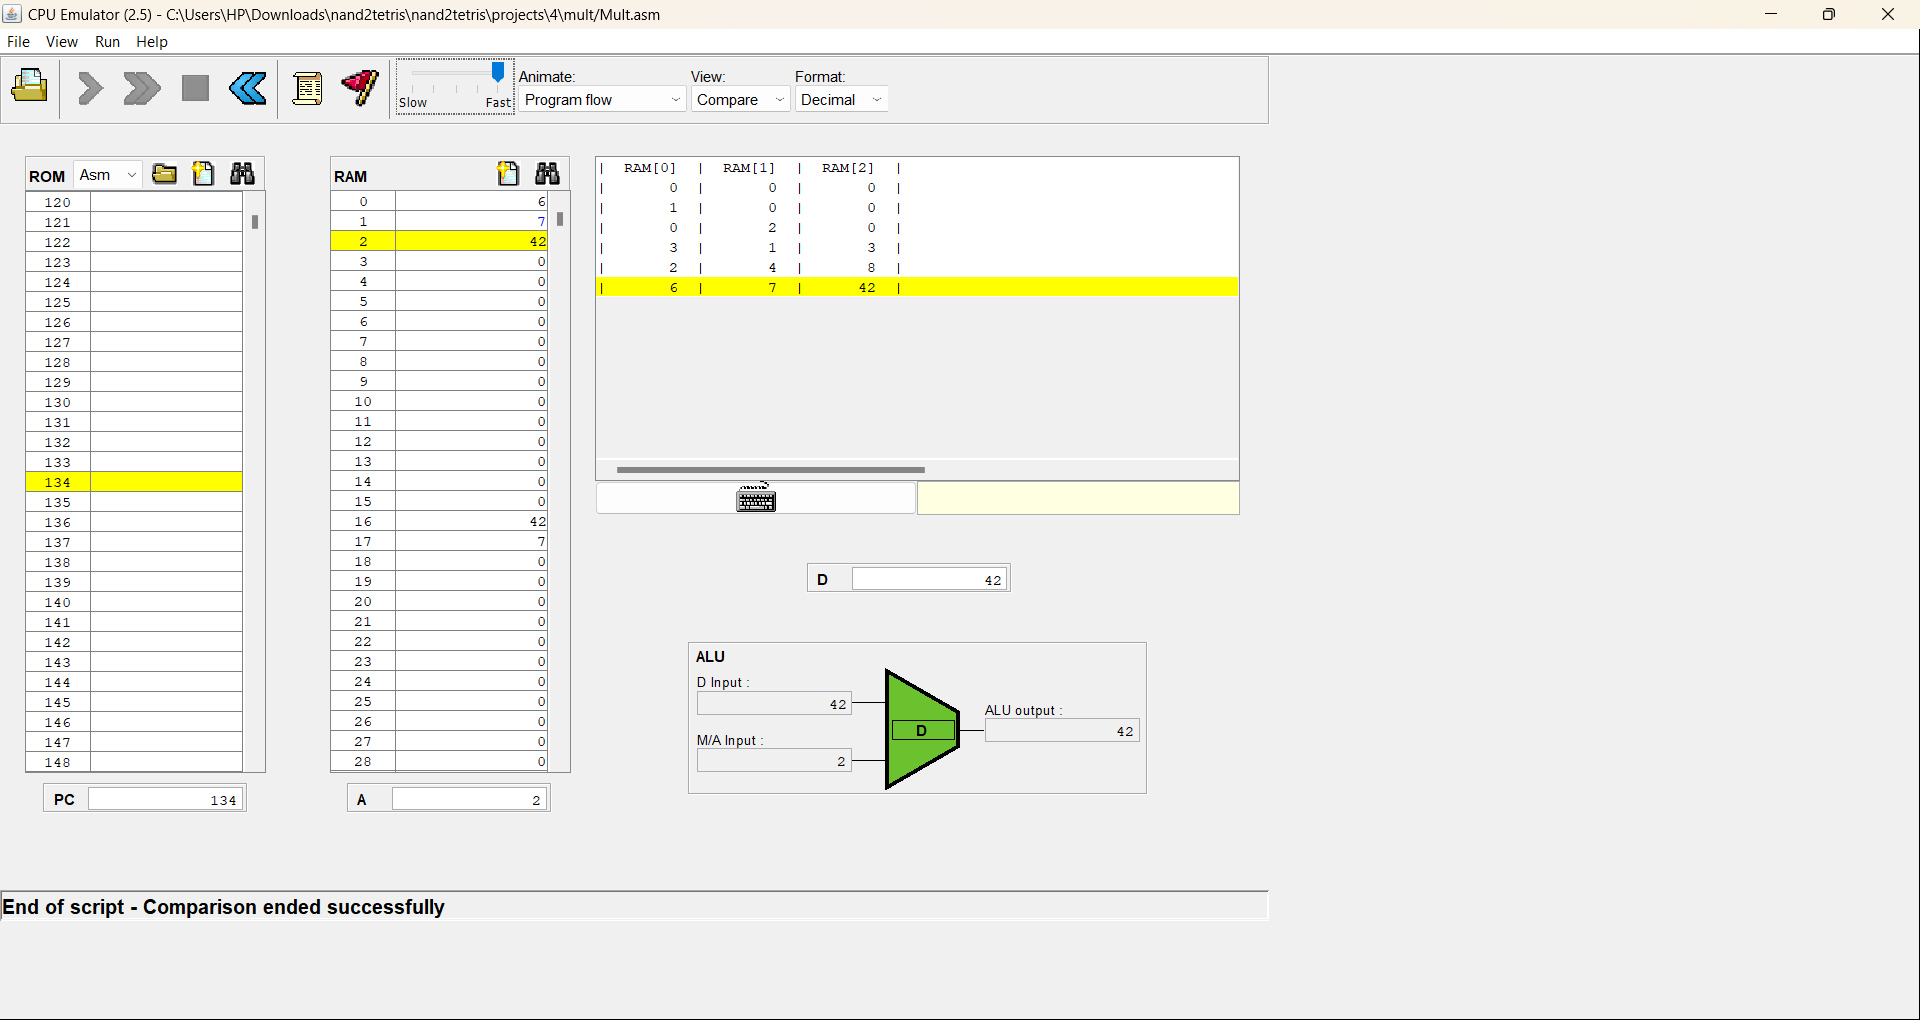 CPU Emulator (2.5) - C:\Users\HP\Downloads\nand2tetris\nand2tetris\projects\4\mult/Mult.asm
File View Run Help
Animate: View: Format:
Slow Fast Program flow Compare Decimal
ROM Asm
120
121
122
123
124
125
126
127
128
129
130
131
132
133
134
135
136
137
138
139
140
141
142
143
144
145
146
147
148
PC 134
RAM
0 6
1 7
2 42
3 0
4 0
5 0
6 0
7 0
8 0
9 0
10 0
11 0
12 0
13 0
14 0
15 0
16 42
17 7
18 0
19 0
20 0
21 0
22 0
23 0
24 0
25 0
26 0
27 0
28 0
A 2
| RAM[0] | RAM[1] | RAM[2] |
| 0 | 0 | 0 |
| 1 | 0 | 0 |
| 0 | 2 | 0 |
| 3 | 1 | 3 |
| 2 | 4 | 8 |
| 6 | 7 | 42 |
D 42
ALU
D Input :
42
M/A Input :
2
D
ALU output :
42
End of script - Comparison ended successfully